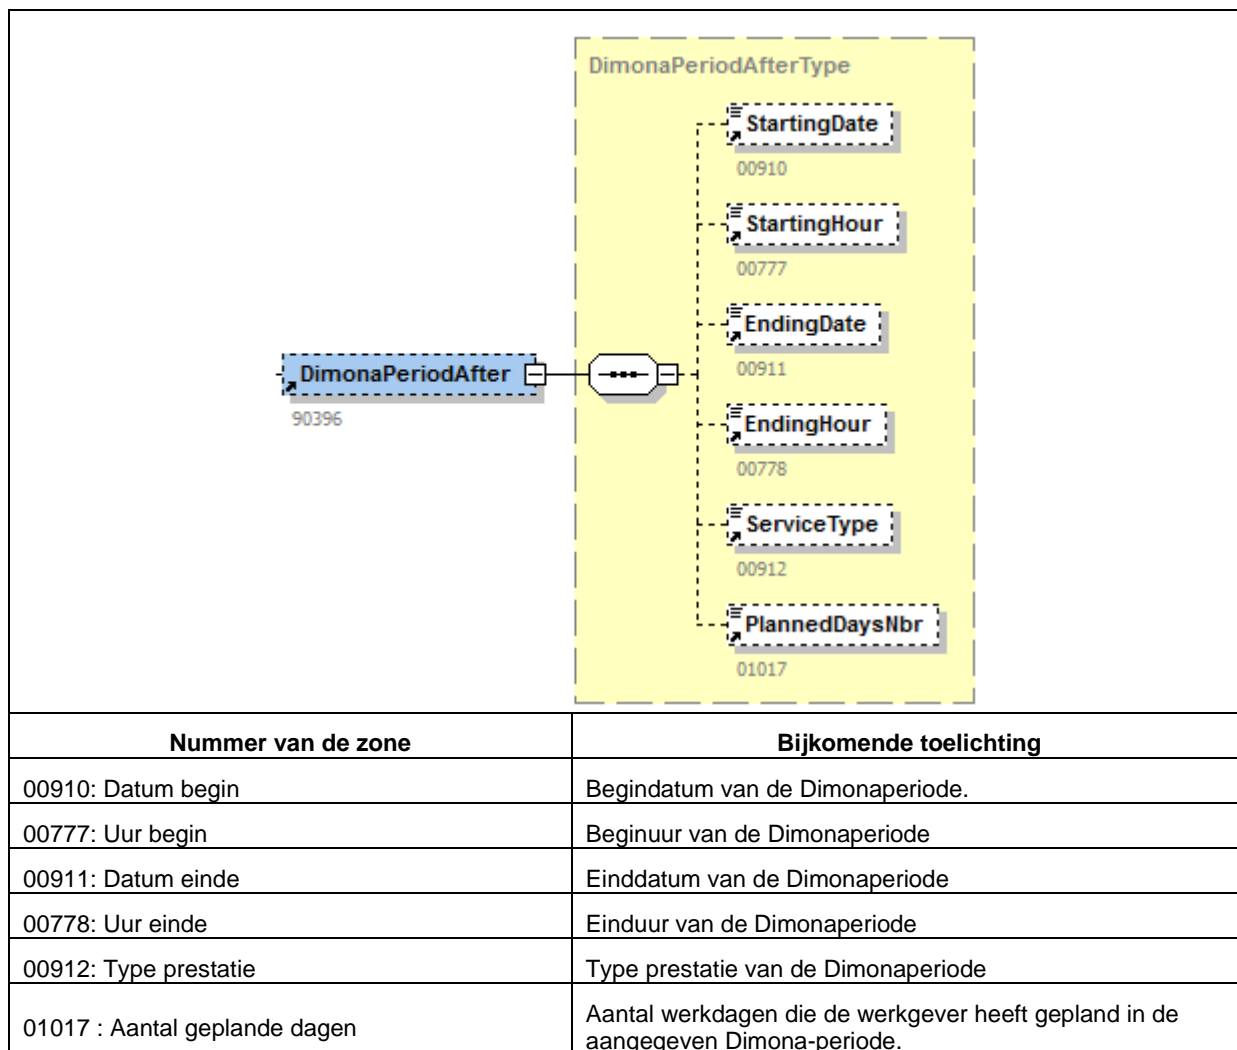 DimonaPeriodAfterType
StartingDate
00910
StartingHour
00777
EndingDate
00911
DimonaPeriodAfter
90396
EndingHour
00778
ServiceType
00912
PlannedDaysNbr
01017
Nummer van de zone
Bijkomende toelichting
00910: Datum begin
Begindatum van de Dimonaperiode.
00777: Uur begin
Beginuur van de Dimonaperiode
00911: Datum einde
Einddatum van de Dimonaperiode
00778: Uur einde
Einduur van de Dimonaperiode
00912: Type prestatie
Type prestatie van de Dimonaperiode
01017 : Aantal geplande dagen
Aantal werkdagen die de werkgever heeft gepland in de
aangegeven Dimona-periode.